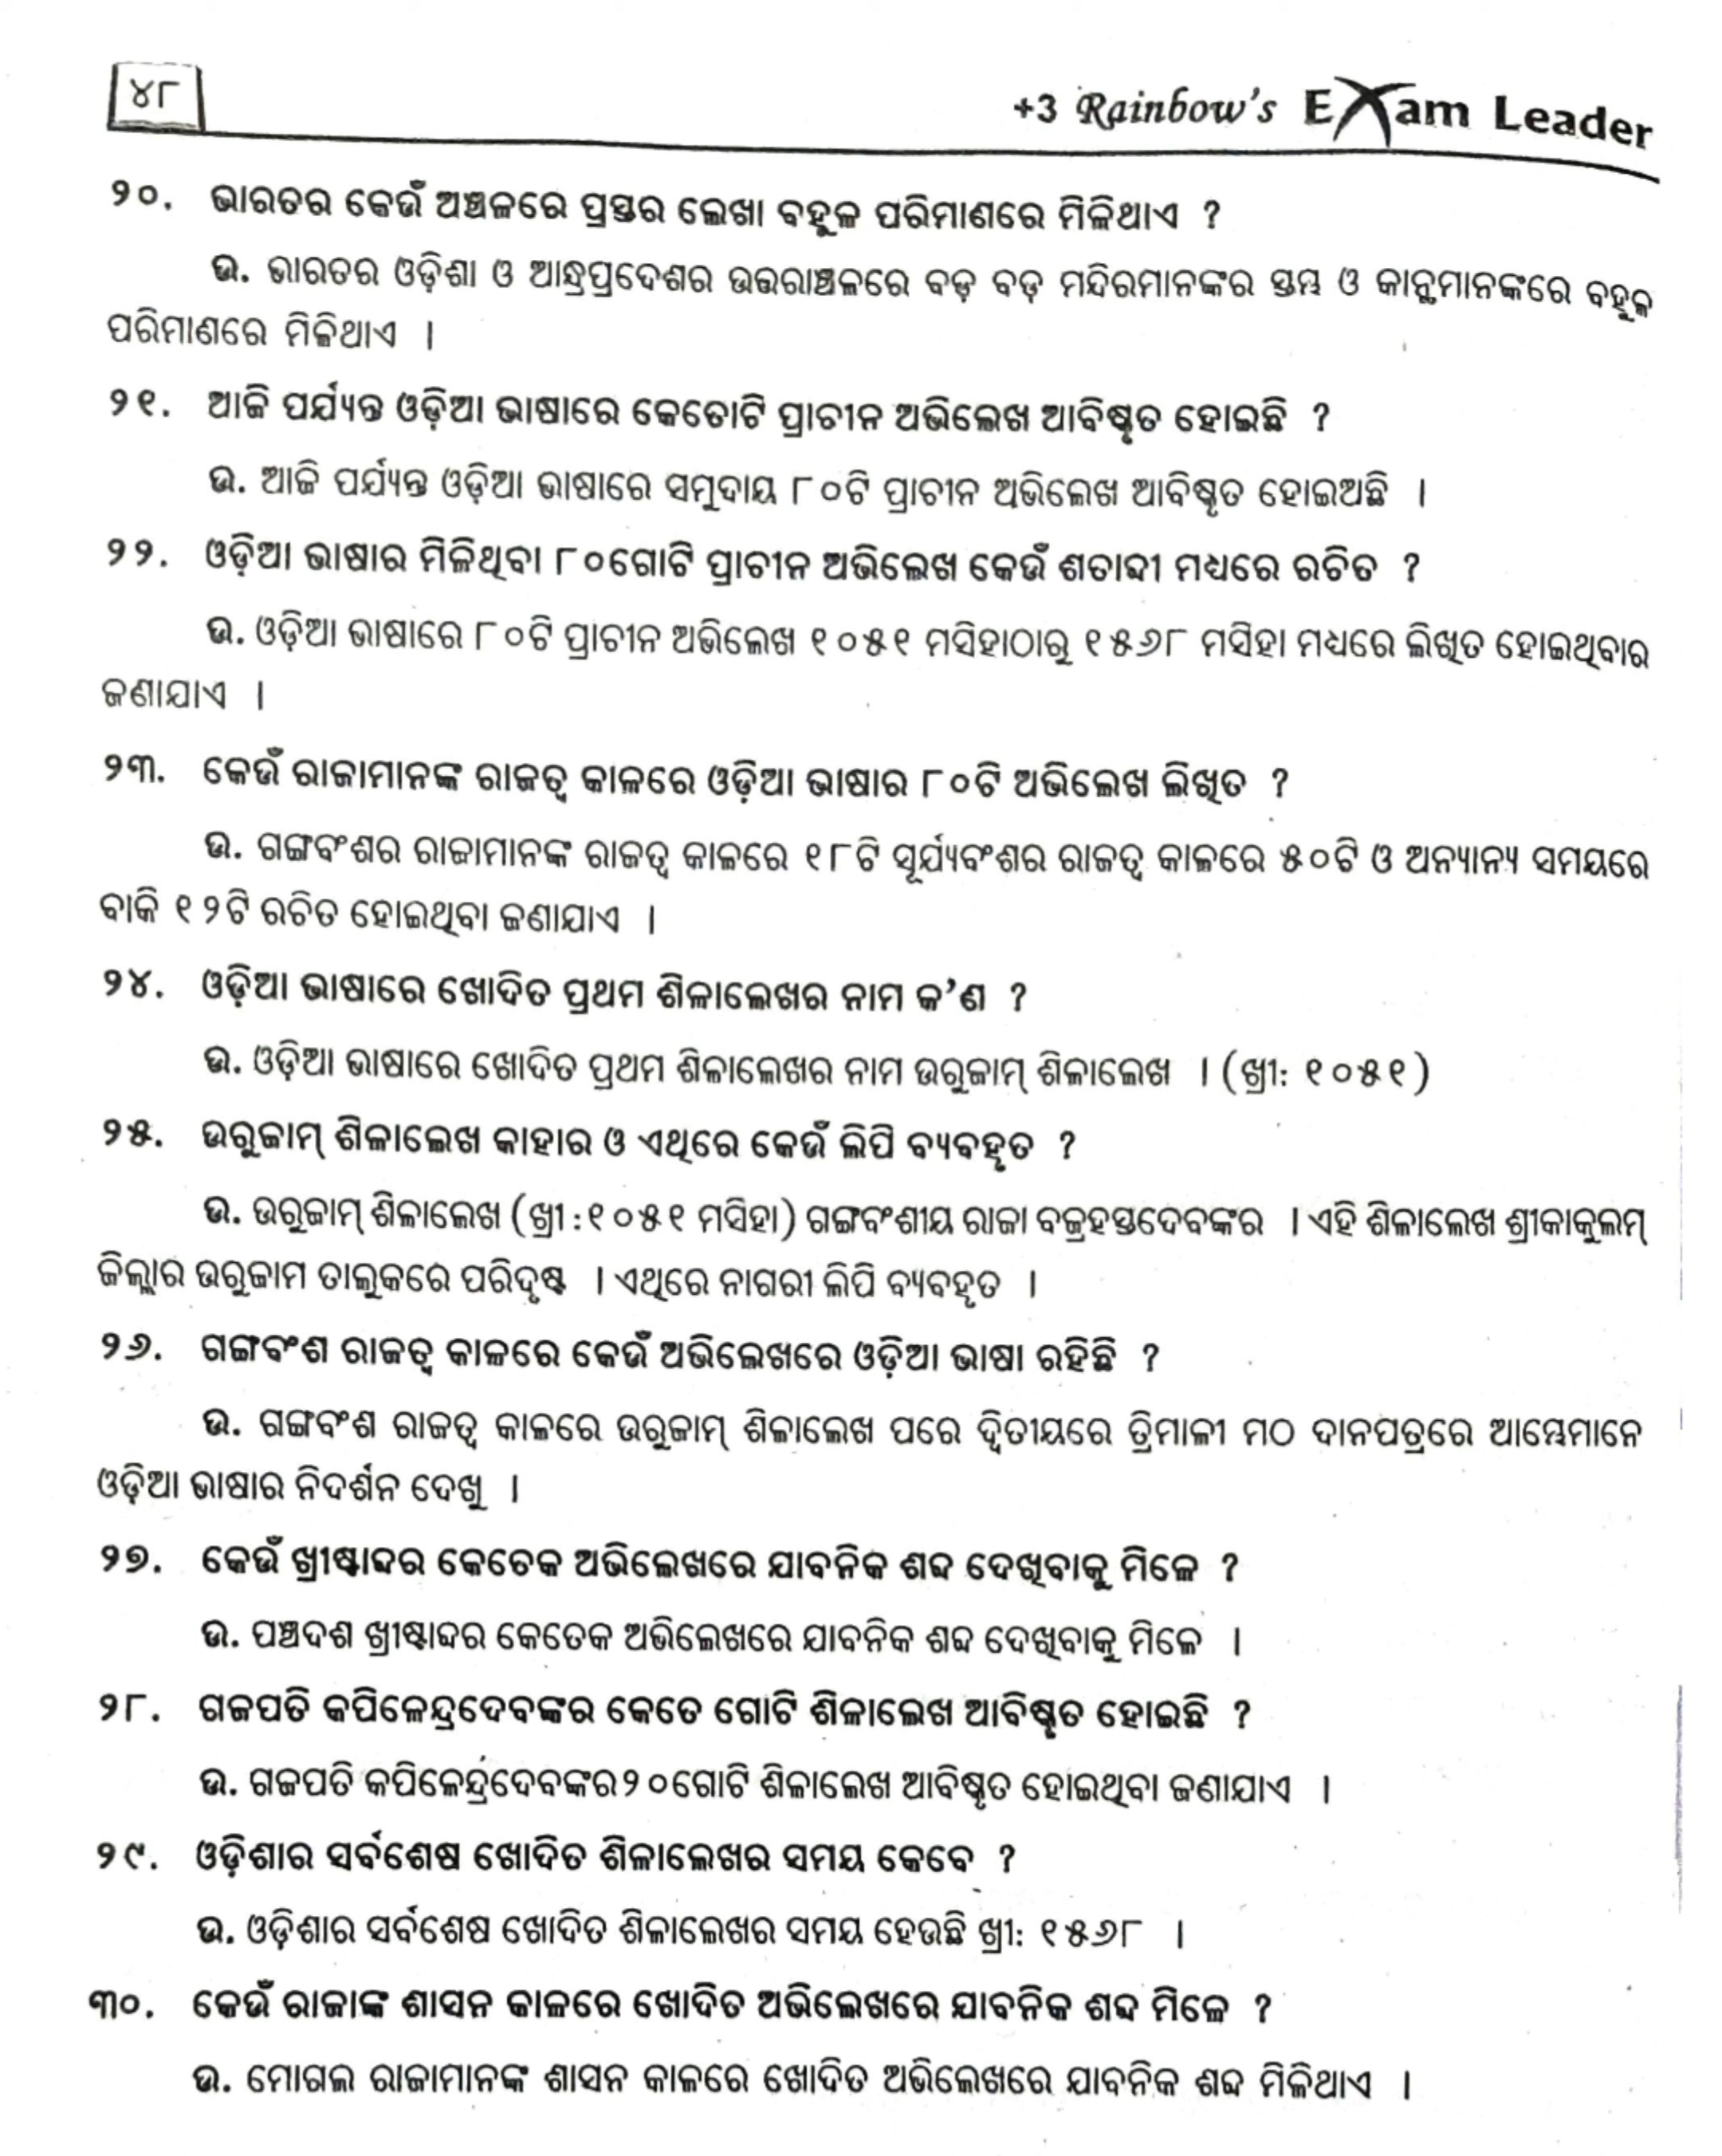 ୪୮
+3 Rainbow's EXam Leader
୨୦. ଭାରତର କେଉଁ ଅଞ୍ଚଳରେ ପ୍ରସ୍ତର ଲେଖା ବହୁଳ ପରିମାଣରେ ମିଳିଥାଏ ?
ଉ. ଭାରତର ଓଡ଼ିଶା ଓ ଆନ୍ଧ୍ରପ୍ରଦେଶର ଉତ୍ତରାଞ୍ଚଳରେ ବଡ଼ ବଡ଼ ମନ୍ଦିରମାନଙ୍କର ସ୍ତମ୍ଭ ଓ କାନ୍ଥମାନଙ୍କରେ ବହୁଳ
ପରିମାଣରେ ମିଳିଥାଏ ।
୨୧. ଆଜି ପର୍ଯ୍ୟନ୍ତ ଓଡ଼ିଆ ଭାଷାରେ କେତୋଟି ପ୍ରାଚୀନ ଅଭିଲେଖ ଆବିଷ୍କୃତ ହୋଇଛି ?
ଉ. ଆଜି ପର୍ଯ୍ୟନ୍ତ ଓଡ଼ିଆ ଭାଷାରେ ସମୁଦାୟ ୮୦ଟି ପ୍ରାଚୀନ ଅଭିଲେଖ ଆବିଷ୍କୃତ ହୋଇଅଛି ।
୨୨. ଓଡ଼ିଆ ଭାଷାର ମିଳିଥିବା ୮୦ଗୋଟି ପ୍ରାଚୀନ ଅଭିଲେଖ କେଉଁ ଶତାବ୍ଦୀ ମଧ୍ୟରେ ରଚିତ ?
ଉ. ଓଡ଼ିଆ ଭାଷାରେ ୮୦ଟି ପ୍ରାଚୀନ ଅଭିଲେଖ ୧୦୫୧ ମସିହାଠାରୁ ୧୫୬୮ ମସିହା ମଧ୍ୟରେ ଲିଖିତ ହୋଇଥିବାର
ଜଣାଯାଏ ।
୨୩. କେଉଁ ରାଜାମାନଙ୍କ ରାଜତ୍ୱ କାଳରେ ଓଡ଼ିଆ ଭାଷାର ୮୦ଟି ଅଭିଲେଖ ଲିଖିତ ?
ଉ. ଗଙ୍ଗବଂଶର ରାଜାମାନଙ୍କ ରାଜତ୍ୱ କାଳରେ ୧୮ଟି ସୂର୍ଯ୍ୟବଂଶର ରାଜତ୍ୱ କାଳରେ ୫୦ଟି ଓ ଅନ୍ୟାନ୍ୟ ସମୟରେ
ବାକି ୧୨ଟି ରଚିତ ହୋଇଥିବା ଜଣାଯାଏ ।
୨୪. ଓଡ଼ିଆ ଭାଷାରେ ଖୋଦିତ ପ୍ରଥମ ଶିଳାଲେଖର ନାମ କ'ଣ ?
ଉ. ଓଡ଼ିଆ ଭାଷାରେ ଖୋଦିତ ପ୍ରଥମ ଶିଳାଲେଖର ନାମ ଉରୁଜାମ୍ ଶିଳାଲେଖ । (ଖ୍ରୀ: ୧୦୫୧)
୨୫. ଉରୁଜାମ୍ ଶିଳାଲେଖ କାହାର ଓ ଏଥିରେ କେଉଁ ଲିପି ବ୍ୟବହୃତ ?
ଉ. ଉରୁଜାମ୍ ଶିଳାଲେଖ (ଖ୍ରୀ:୧୦୫୧ ମସିହା) ଗଙ୍ଗବଂଶୀୟ ରାଜା ବଜ୍ରହସ୍ତଦେବଙ୍କର । ଏହି ଶିଳାଲେଖ ଶ୍ରୀକାକୁଲମ୍
ଜିଲ୍ଲାର ଉରୁଜାମ ତାଲୁକରେ ପରିଦୃଷ୍ଟ । ଏଥିରେ ନାଗରୀ ଲିପି ବ୍ୟବହୃତ ।
୨୬. ଗଙ୍ଗବଂଶ ରାଜତ୍ୱ କାଳରେ କେଉଁ ଅଭିଲେଖରେ ଓଡ଼ିଆ ଭାଷା ରହିଛି ?
ଉ. ଗଙ୍ଗବଂଶ ରାଜତ୍ୱ କାଳରେ ଉରୁଜାମ୍ ଶିଳାଲେଖ ପରେ ଦ୍ୱିତୀୟରେ ତ୍ରିମାଳୀ ମଠ ଦାନପତ୍ରରେ ଆମ୍ଭେମାନେ
ଓଡ଼ିଆ ଭାଷାର ନିଦର୍ଶନ ଦେଖୁ ।
୨୭. କେଉଁ ଖ୍ରୀଷ୍ଟାବ୍ଦର କେତେକ ଅଭିଲେଖରେ ଯାବନିକ ଶବ୍ଦ ଦେଖିବାକୁ ମିଳେ ?
ଉ. ପଞ୍ଚଦଶ ଖ୍ରୀଷ୍ଟାବ୍ଦର କେତେକ ଅଭିଲେଖରେ ଯାବନିକ ଶବ୍ଦ ଦେଖିବାକୁ ମିଳେ ।
୨୮. ଗଜପତି କପିଳେନ୍ଦ୍ରଦେବଙ୍କର କେତେ ଗୋଟି ଶିଳାଲେଖ ଆବିଷ୍କୃତ ହୋଇଛି ?
ଉ. ଗଜପତି କପିଳେନ୍ଦ୍ରଦେବଙ୍କର ୨୦ଗୋଟି ଶିଳାଲେଖ ଆବିଷ୍କୃତ ହୋଇଥିବା ଜଣାଯାଏ ।
୨୯. ଓଡ଼ିଶାର ସର୍ବଶେଷ ଖୋଦିତ ଶିଳାଲେଖର ସମୟ କେବେ ?
ଉ. ଓଡ଼ିଶାର ସର୍ବଶେଷ ଖୋଦିତ ଶିଳାଲେଖର ସମୟ ହେଉଛି ଖ୍ରୀ: ୧୫୬୮ ।
୩୦. କେଉଁ ରାଜାଙ୍କ ଶାସନ କାଳରେ ଖୋଦିତ ଅଭିଲେଖରେ ଯାବନିକ ଶବ୍ଦ ମିଳେ ?
ଉ. ମୋଗଲ ରାଜାମାନଙ୍କ ଶାସନ କାଳରେ ଖୋଦିତ ଅଭିଲେଖରେ ଯାବନିକ ଶବ୍ଦ ମିଳିଥାଏ ।